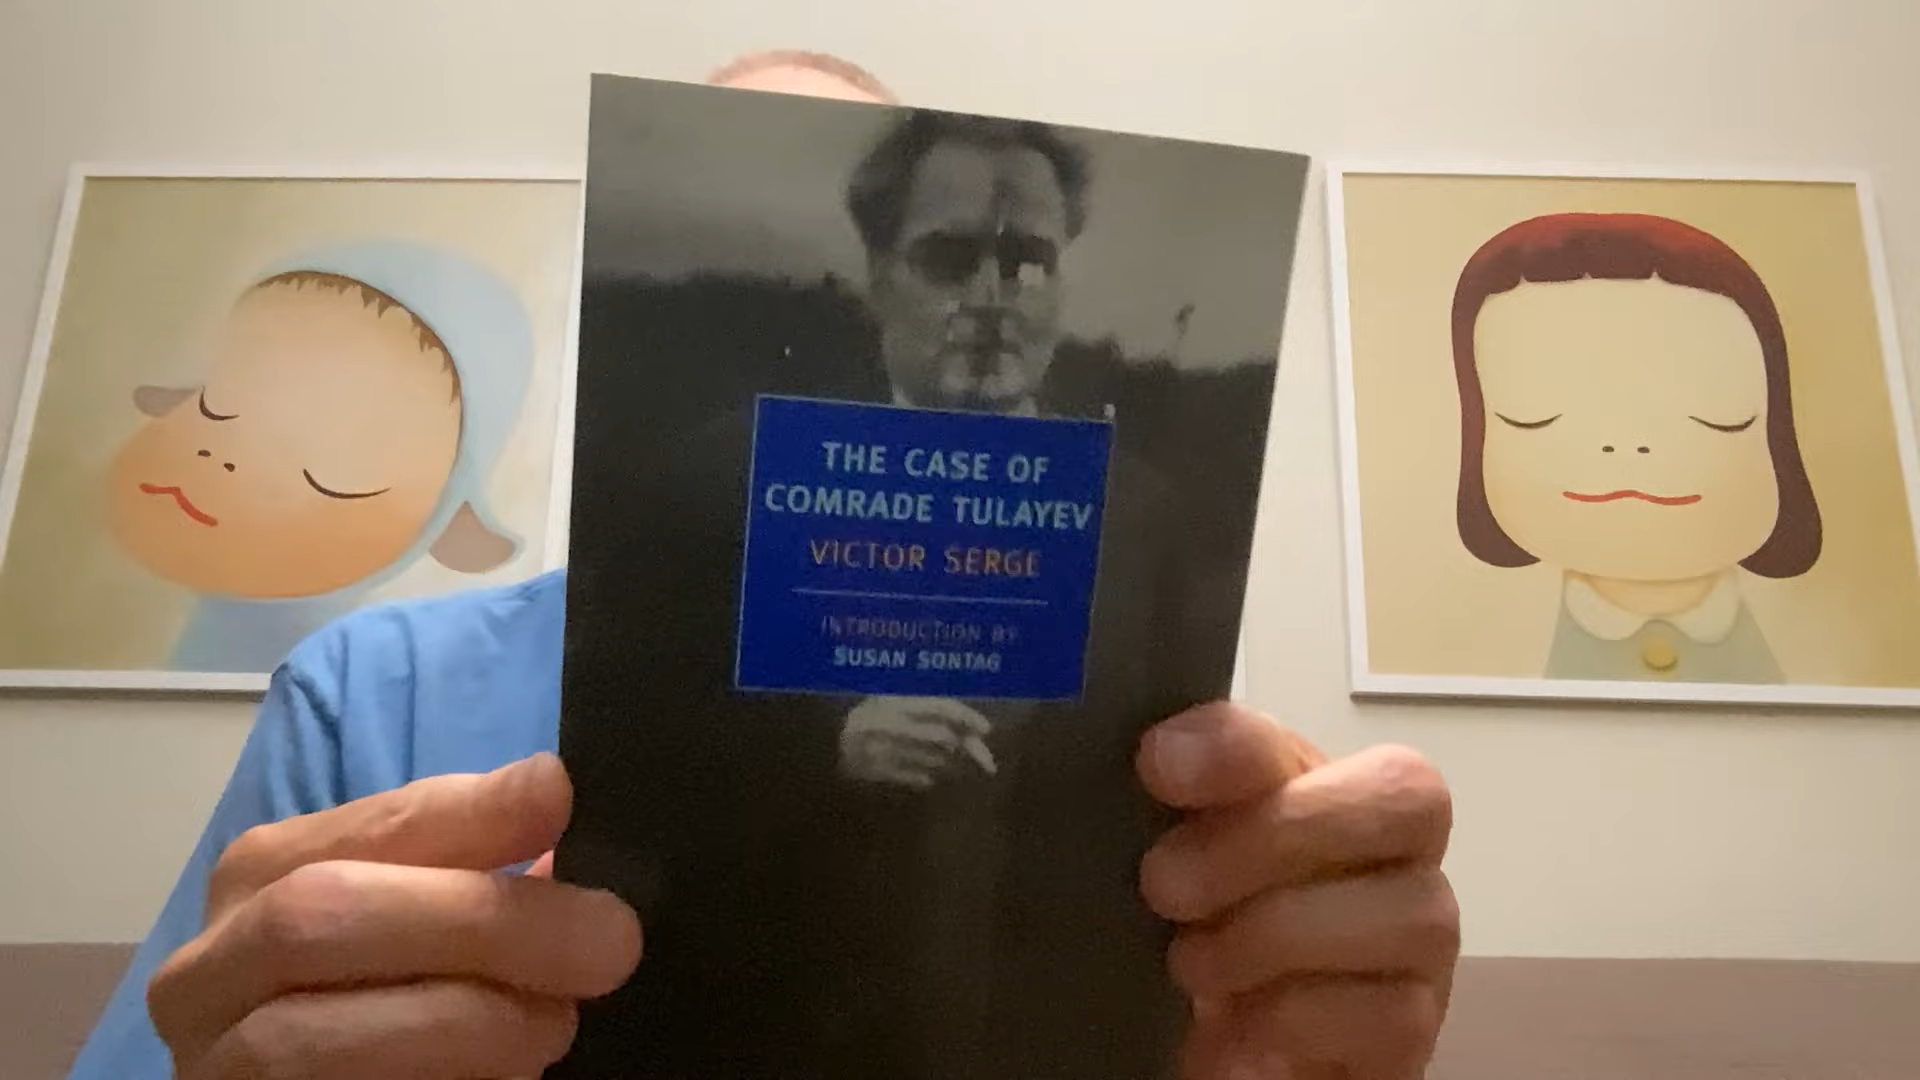 THE CASE OF
COMRADE TULAYEV
VICTOR SERGE
INTRODUCTION BY
SUSAN SONTAG